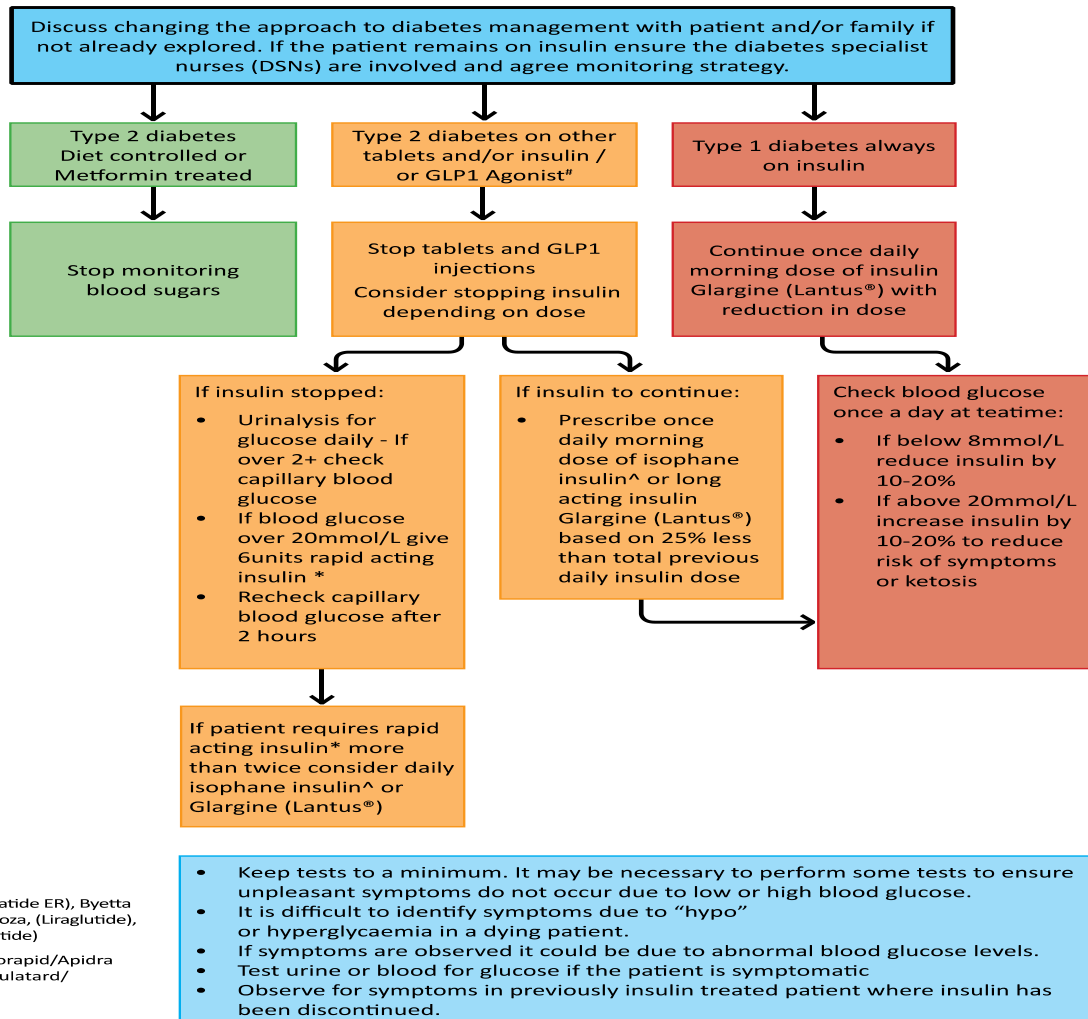 Discuss changing the approach to diabetes management with patient and/or family if
not already explored. If the patient remains on insulin ensure the diabetes specialist
nurses (DSNs) are involved and agree monitoring strategy.
Type 2 diabetes
Diet controlled or
Metformin treated
Type 2 diabetes on other
tablets and/or insulin /
or GLP1 Agonist#
Type 1 diabetes always
on insulin
Stop monitoring
blood sugars
Stop tablets and GLP1
injections
Consider stopping insulin
depending on dose
Continue once daily
morning dose of insulin
Glargine (Lantus®) with
reduction in dose
If insulin stopped:
• Urinalysis for
glucose daily - If
over 2+ check
capillary blood
glucose
• If blood glucose
over 20mmol/L give
6units rapid acting
insulin *
• Recheck capillary
blood glucose after
2 hours
If insulin to continue:
• Prescribe once
daily morning
dose of isophane
insulin^ or long
acting insulin
Glargine (Lantus®)
based on 25% less
than total previous
daily insulin dose
Check blood glucose
once a day at teatime:
• If below 8mmol/L
reduce insulin by
10-20%
• If above 20mmol/L
increase insulin by
10-20% to reduce
risk of symptoms
or ketosis
If patient requires rapid
acting insulin* more
than twice consider daily
isophane insulin^ or
Glargine (Lantus®)
atide ER), Byetta
oza, (Liraglutide),
tide)
orapid/Apidra
ulatard/
• Keep tests to a minimum. It may be necessary to perform some tests to ensure
unpleasant symptoms do not occur due to low or high blood glucose.
• It is difficult to identify symptoms due to “hypo”
or hyperglycaemia in a dying patient.
• If symptoms are observed it could be due to abnormal blood glucose levels.
• Test urine or blood for glucose if the patient is symptomatic
• Observe for symptoms in previously insulin treated patient where insulin has
been discontinued.